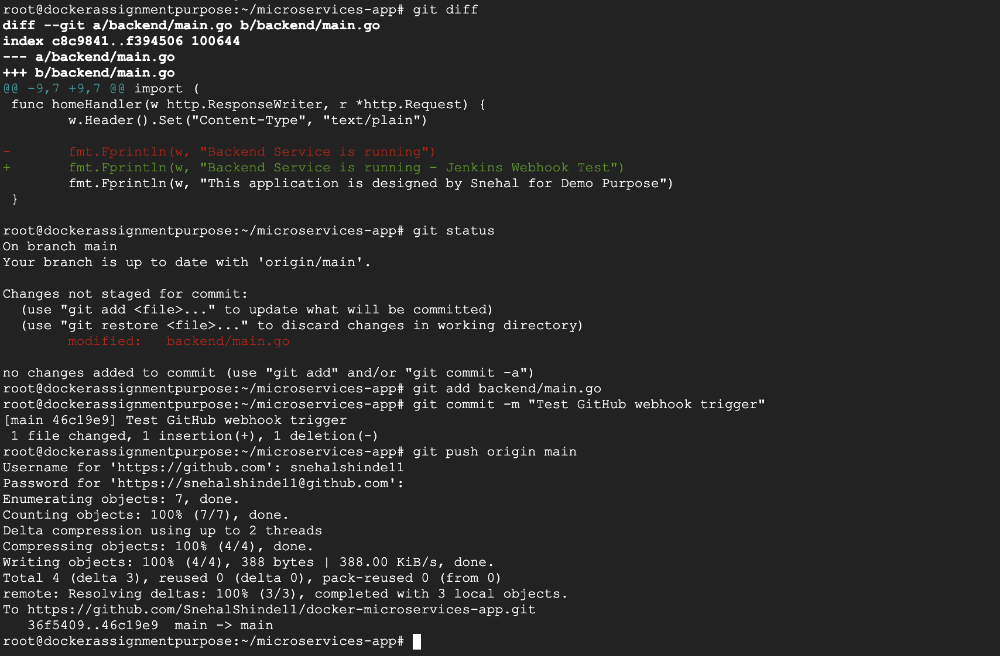 root@dockerassignmentpurpose:~/microservices-app# git diff
diff --git a/backend/main.go b/backend/main.go
index c8c9841..f394506 100644
--- a/backend/main.go
+++ b/backend/main.go
@@ -9,7 +9,7 @@ import (
 func homeHandler(w http.ResponseWriter, r *http.Request) {
        w.Header().Set("Content-Type", "text/plain")

-       fmt.Fprintln(w, "Backend Service is running")
+       fmt.Fprintln(w, "Backend Service is running - Jenkins Webhook Test")
        fmt.Fprintln(w, "This application is designed by Snehal for Demo Purpose")
 }

root@dockerassignmentpurpose:~/microservices-app# git status
On branch main
Your branch is up to date with 'origin/main'.

Changes not staged for commit:
  (use "git add <file>..." to update what will be committed)
  (use "git restore <file>..." to discard changes in working directory)
        modified:   backend/main.go

no changes added to commit (use "git add" and/or "git commit -a")
root@dockerassignmentpurpose:~/microservices-app# git add backend/main.go
root@dockerassignmentpurpose:~/microservices-app# git commit -m "Test GitHub webhook trigger"
[main 46c19e9] Test GitHub webhook trigger
 1 file changed, 1 insertion(+), 1 deletion(-)
root@dockerassignmentpurpose:~/microservices-app# git push origin main
Username for 'https://github.com': snehalshinde11
Password for 'https://snehalshinde11@github.com':
Enumerating objects: 7, done.
Counting objects: 100% (7/7), done.
Delta compression using up to 2 threads
Compressing objects: 100% (4/4), done.
Writing objects: 100% (4/4), 388 bytes | 388.00 KiB/s, done.
Total 4 (delta 3), reused 0 (delta 0), pack-reused 0 (from 0)
remote: Resolving deltas: 100% (3/3), completed with 3 local objects.
To https://github.com/SnehalShinde11/docker-microservices-app.git
   36f5409..46c19e9  main -> main
root@dockerassignmentpurpose:~/microservices-app#